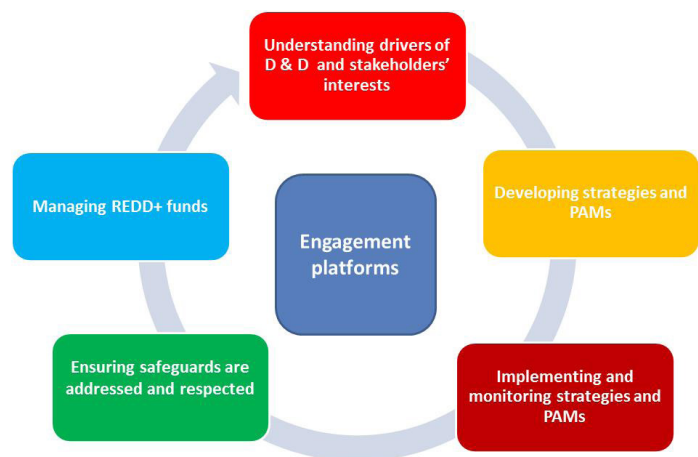 Understanding drivers of
D & D and stakeholders'
interests
Developing strategies and
PAMs
Implementing and
monitoring strategies and
PAMs
Ensuring safeguards are
addressed and respected
Managing REDD+ funds
Engagement
platforms